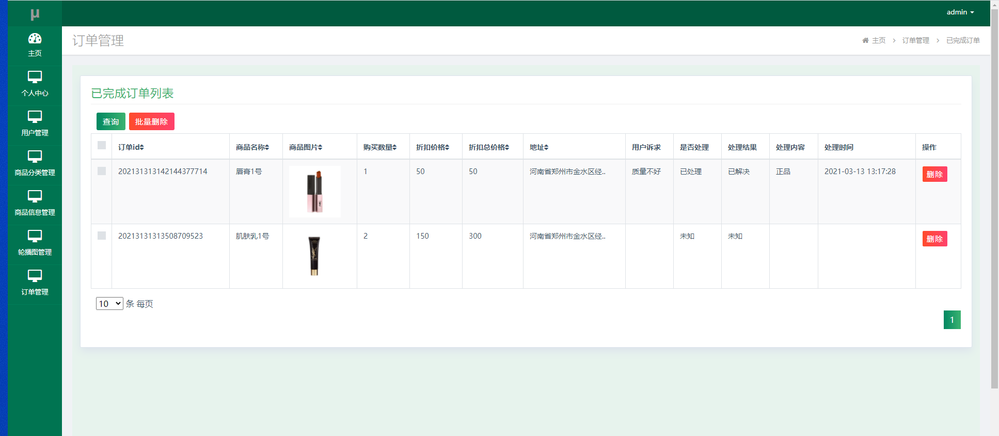 μ
admin
主页
个人中心
用户管理
商品分类管理
商品信息管理
轮播图管理
订单管理
订单管理
主页 > 订单管理 > 已完成订单
已完成订单列表
查询 批量删除
订单id 商品名称 商品图片 购买数量 折扣价格 折扣总价格 地址 用户诉求 是否处理 处理结果 处理内容 处理时间 操作
202131313142144377714 唇膏1号 1 50 50 河南省郑州市金水区经.. 质量不好 已处理 已解决 正品 2021-03-13 13:17:28 删除
20213131313508709523 肌肤乳1号 2 150 300 河南省郑州市金水区经.. 未知 未知 删除
10 条 每页
1